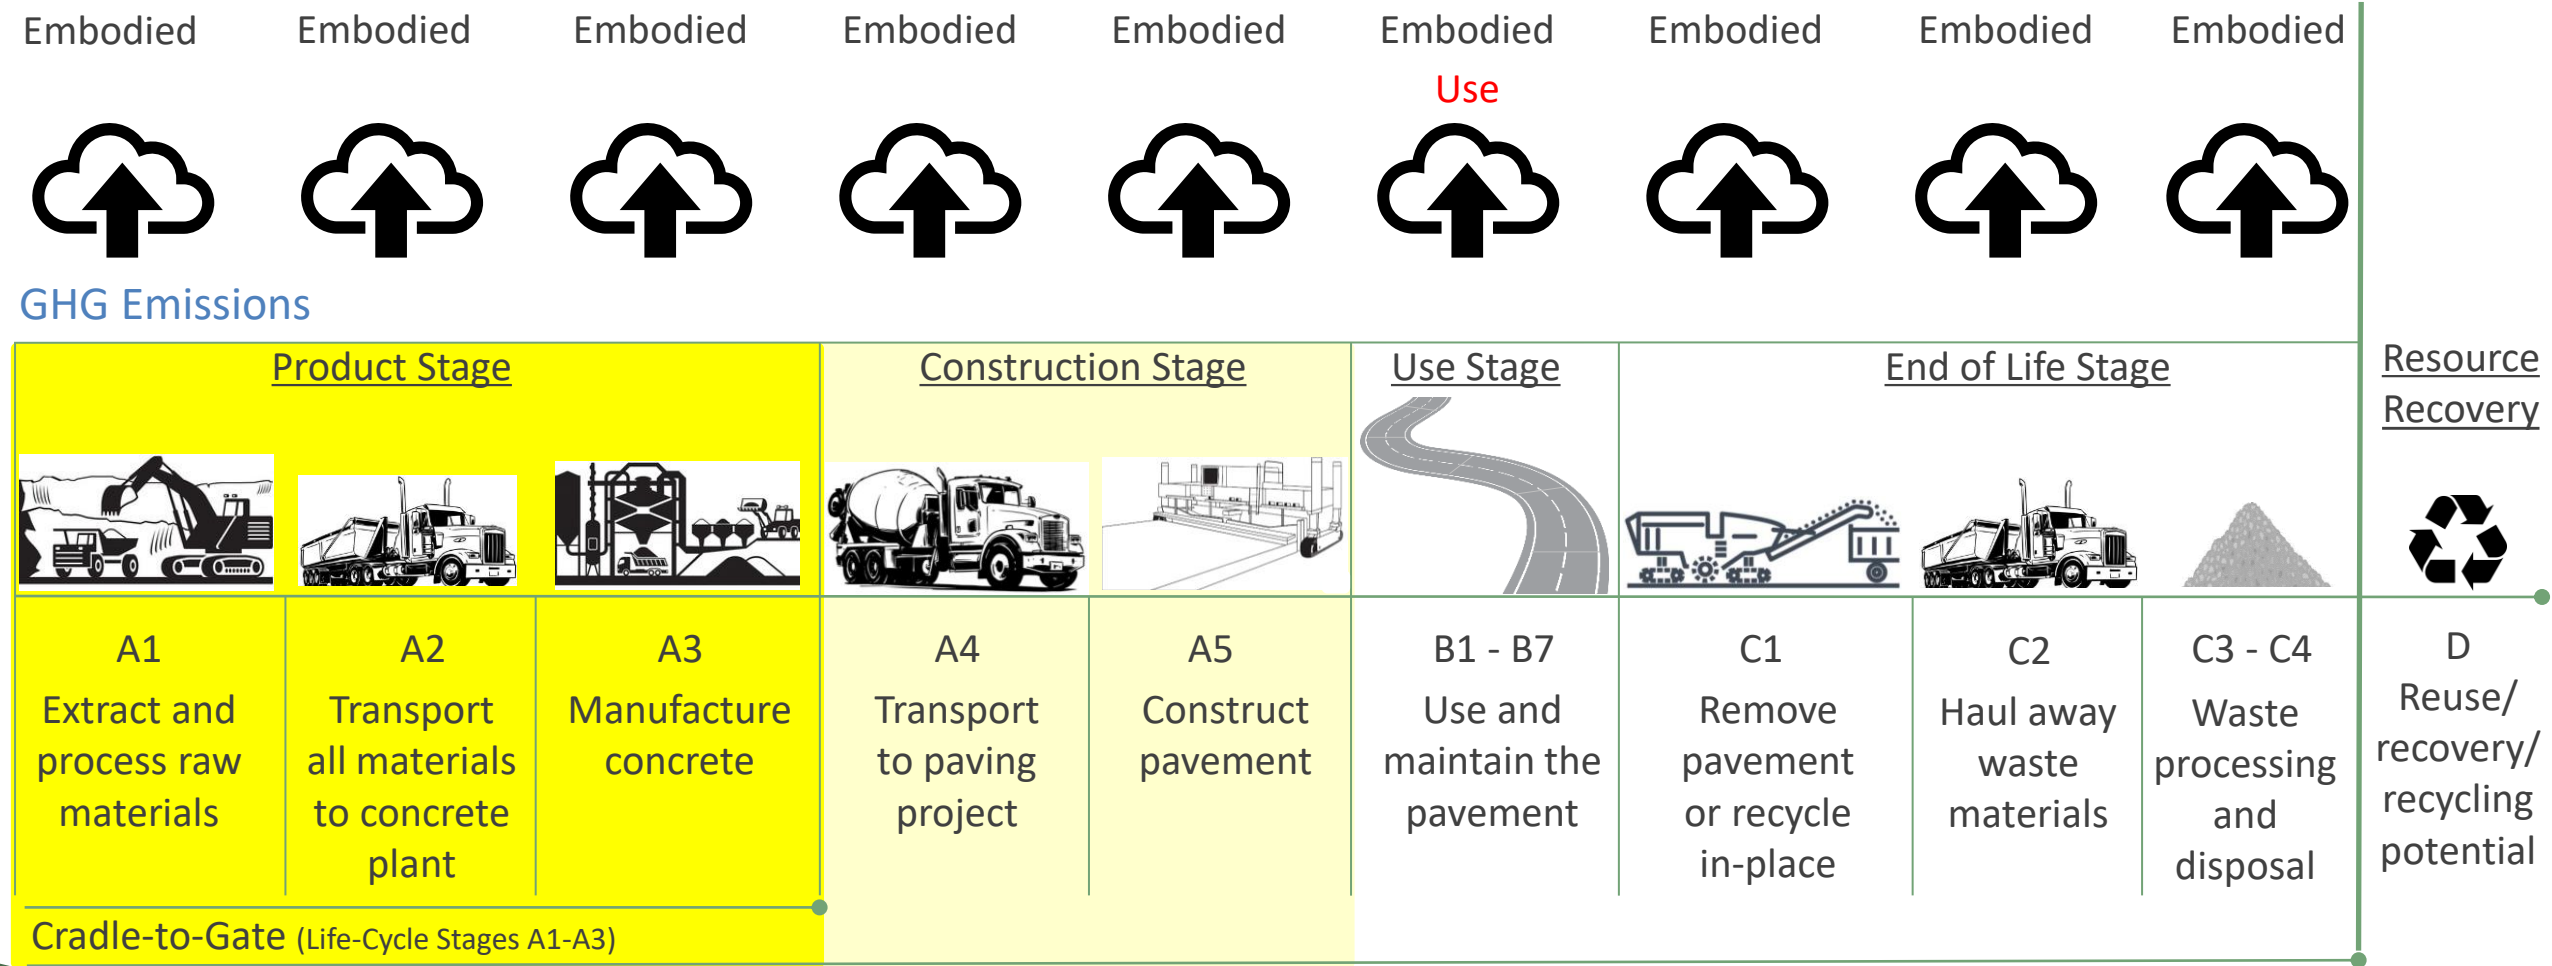 Embodied Embodied Embodied Embodied Embodied Embodied Embodied Embodied Embodied
Use
GHG Emissions
Product Stage
Construction Stage
Use Stage
End of Life Stage
Resource
Recovery
A1
Extract and
process raw
materials
A2
Transport
all materials
to concrete
plant
A3
Manufacture
concrete
A4
Transport
to paving
project
A5
Construct
pavement
B1 - B7
Use and
maintain the
pavement
C1
Remove
pavement
or recycle
in-place
C2
Haul away
waste
materials
C3 - C4
Waste
processing
and
disposal
D
Reuse/
recovery/
recycling
potential
Cradle-to-Gate (Life-Cycle Stages A1-A3)